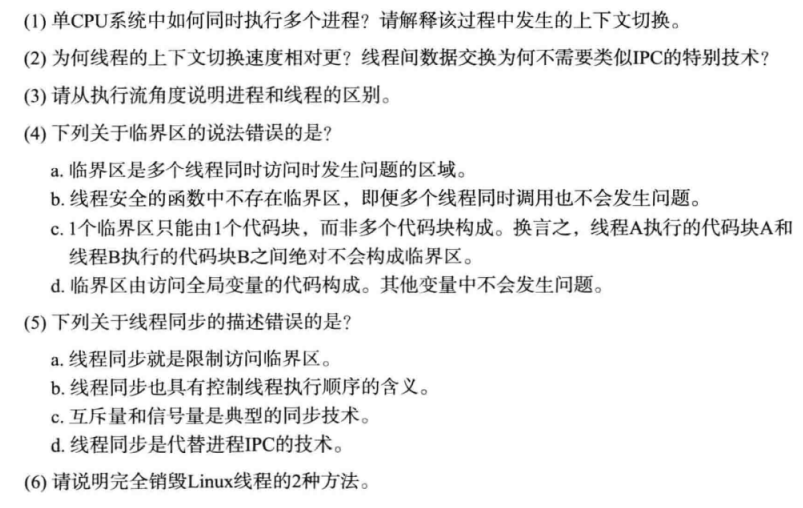 (1) 单CPU系统中如何同时执行多个进程？请解释该过程中发生的上下文切换。
(2) 为何线程的上下文切换速度相对更？线程间数据交换为何不需要类似IPC的特别技术？
(3) 请从执行流角度说明进程和线程的区别。
(4) 下列关于临界区的说法错误的是？
a. 临界区是多个线程同时访问时发生问题的区域。
b. 线程安全的函数中不存在临界区，即便多个线程同时调用也不会发生问题。
c. 1个临界区只能由1个代码块，而非多个代码块构成。换言之，线程A执行的代码块A和
线程B执行的代码块B之间绝对不会构成临界区。
d. 临界区由访问全局变量的代码构成。其他变量中不会发生问题。
(5) 下列关于线程同步的描述错误的是？
a. 线程同步就是限制访问临界区。
b. 线程同步也具有控制线程执行顺序的含义。
c. 互斥量和信号量是典型的同步技术。
d. 线程同步是代替进程IPC的技术。
(6) 请说明完全销毁Linux线程的2种方法。